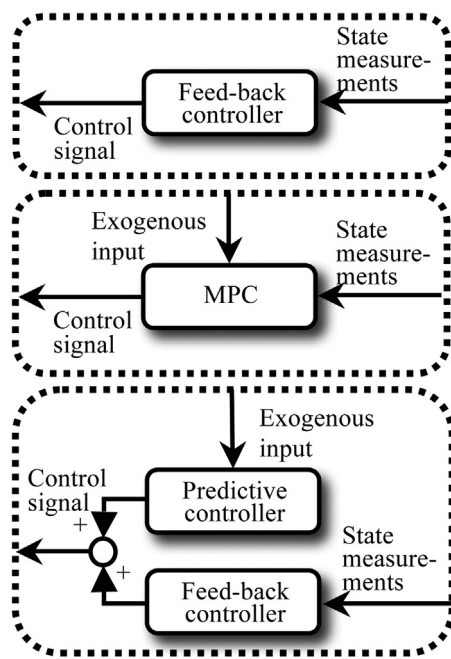 State
measure-
ments
Feed-back
controller
Control
signal
Exogenous
input
State
measure-
ments
MPC
Control
signal
Exogenous
input
Control
signal
+
Predictive
controller
+
State
measure-
ments
Feed-back
controller